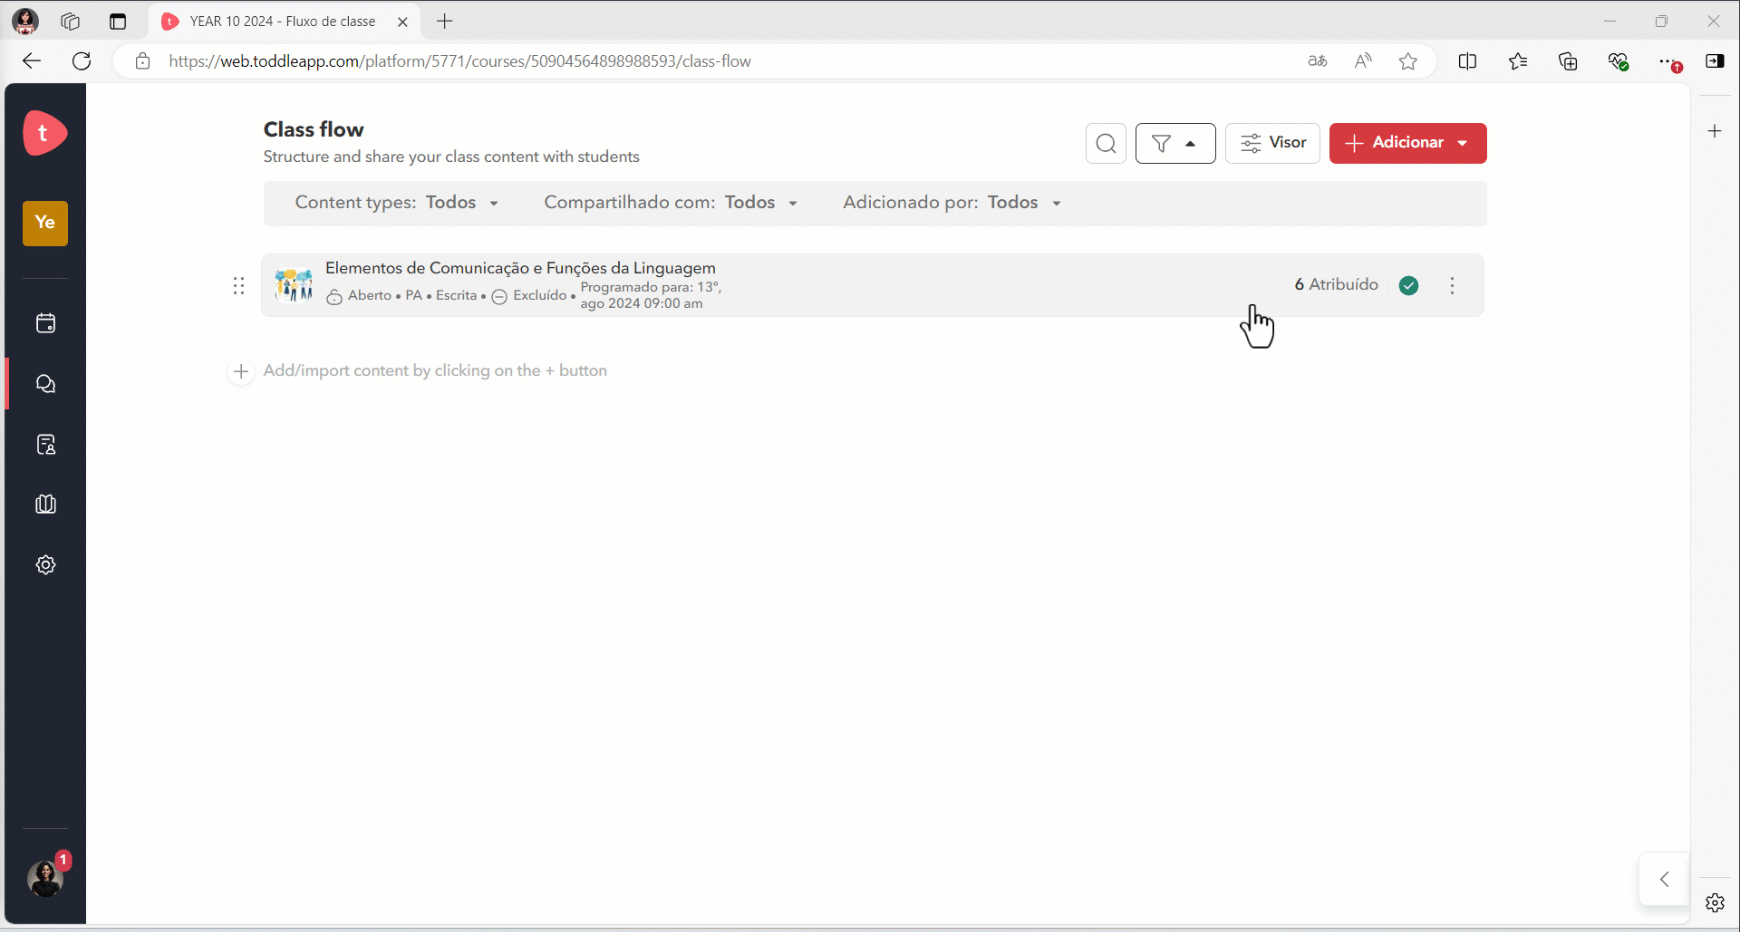 YEAR 10 2024 - Fluxo de classe
https://web.toddleapp.com/platform/5771/courses/50904564898988593/class-flow
aあ
A
t
Class flow
Structure and share your class content with students
Visor
Adicionar
Ye
Content types: Todos
Compartilhado com: Todos
Adicionado por: Todos
Elementos de Comunicação e Funções da Linguagem
Aberto • PA • Escrita • Excluído • Programado para: 13º,
ago 2024 09:00 am
6 Atribuído
Add/import content by clicking on the + button
1